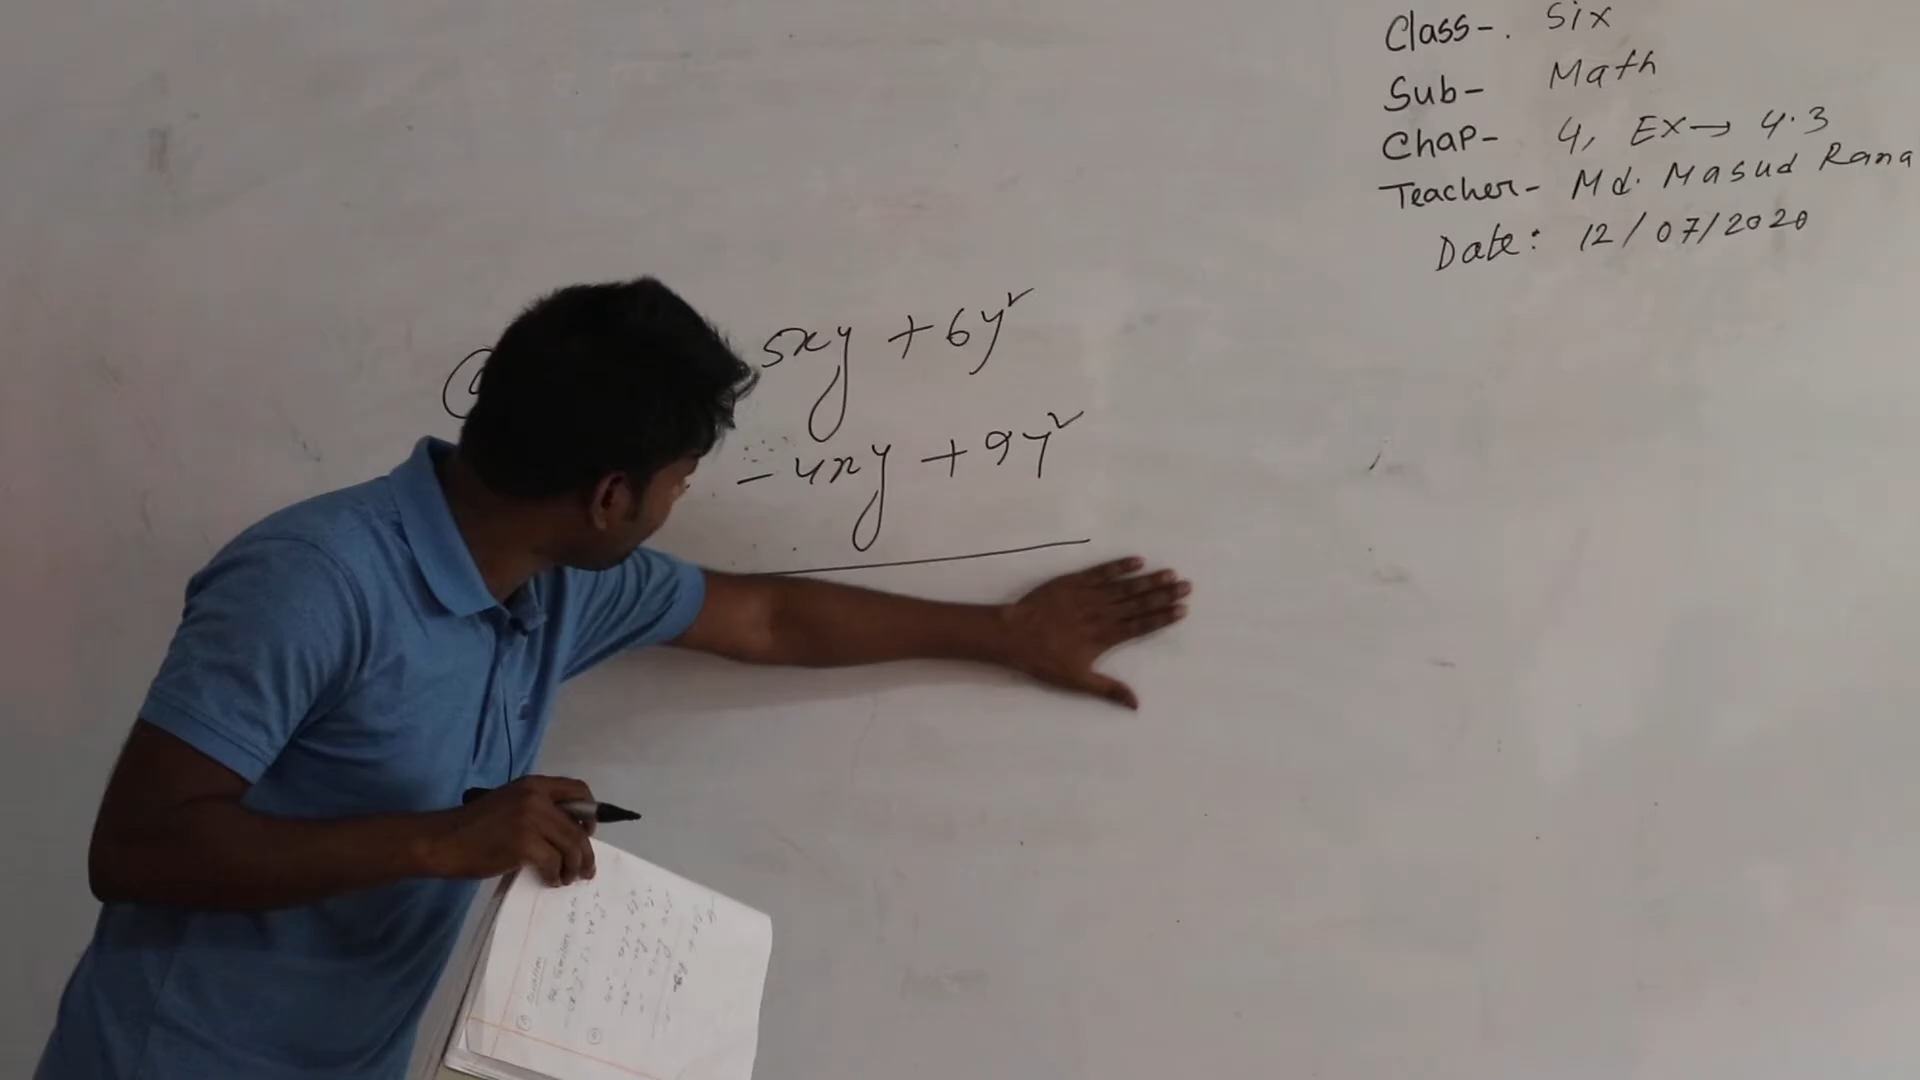 Class-. Six
Sub- Math
Chap- 4, Ex→ 4.3
Teacher- Md. Masud Rana
Date: 12/07/2020
5xy + 6y²
- 4xy + 9y²